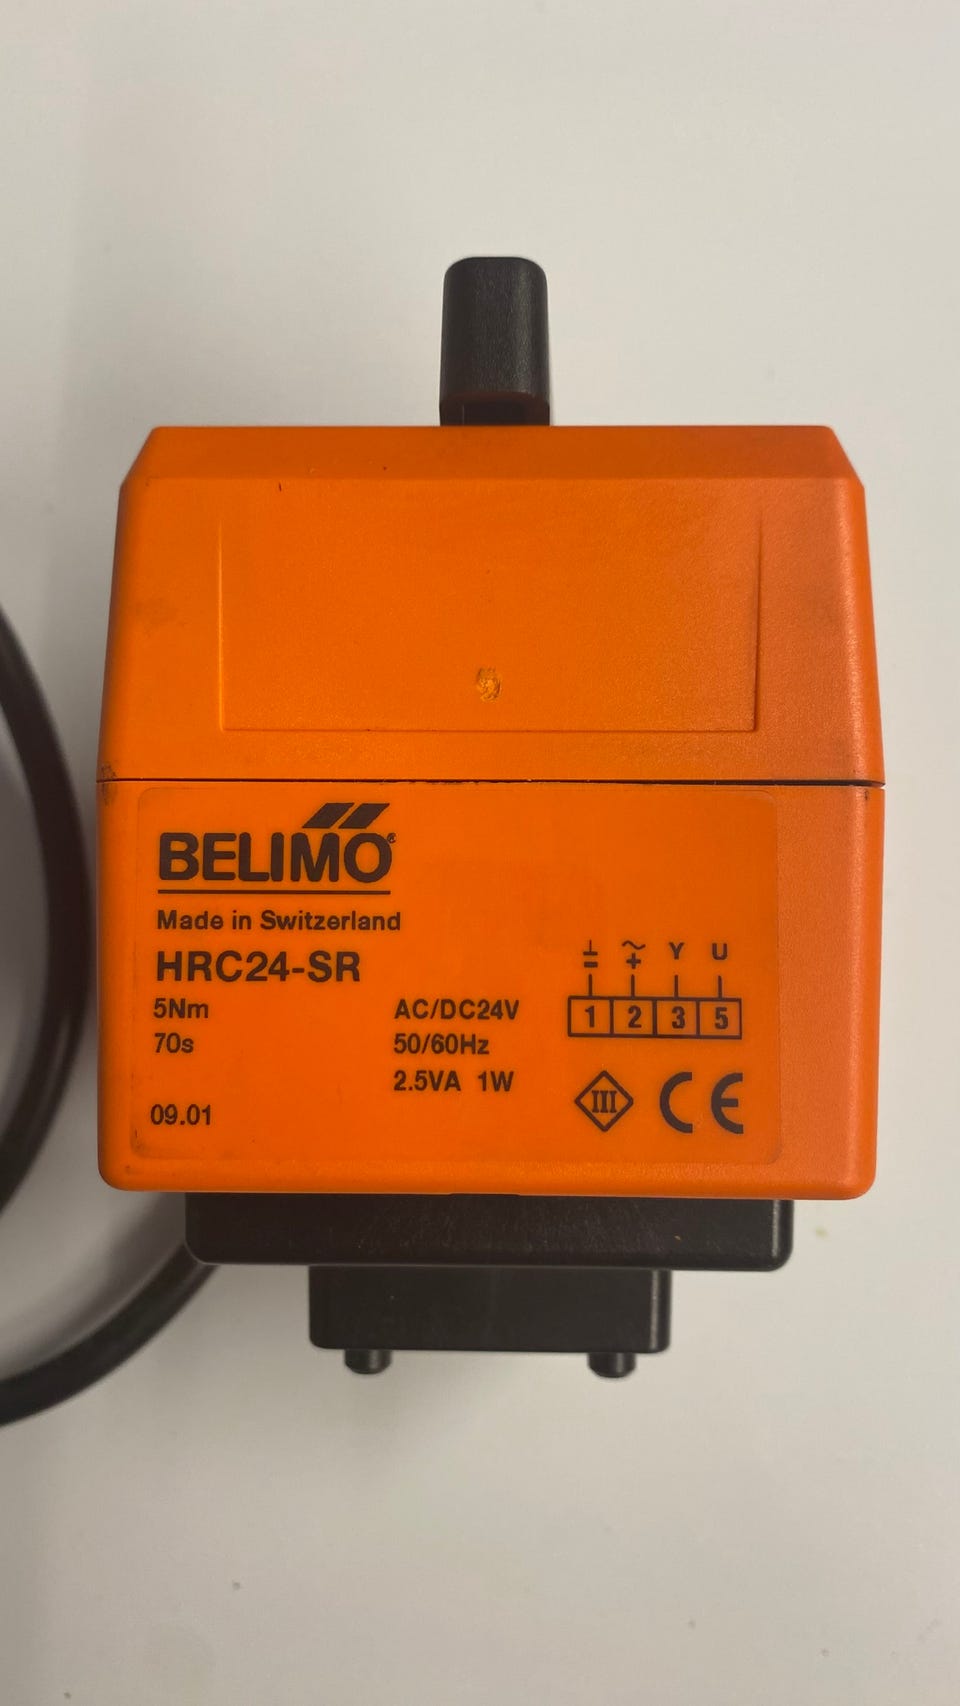 BELIMO®
Made in Switzerland
HRC24-SR
5Nm AC/DC24V
70s 50/60Hz
2.5VA 1W
09.01
⊥ ~ Y U
= +
1 2 3 5
III CE